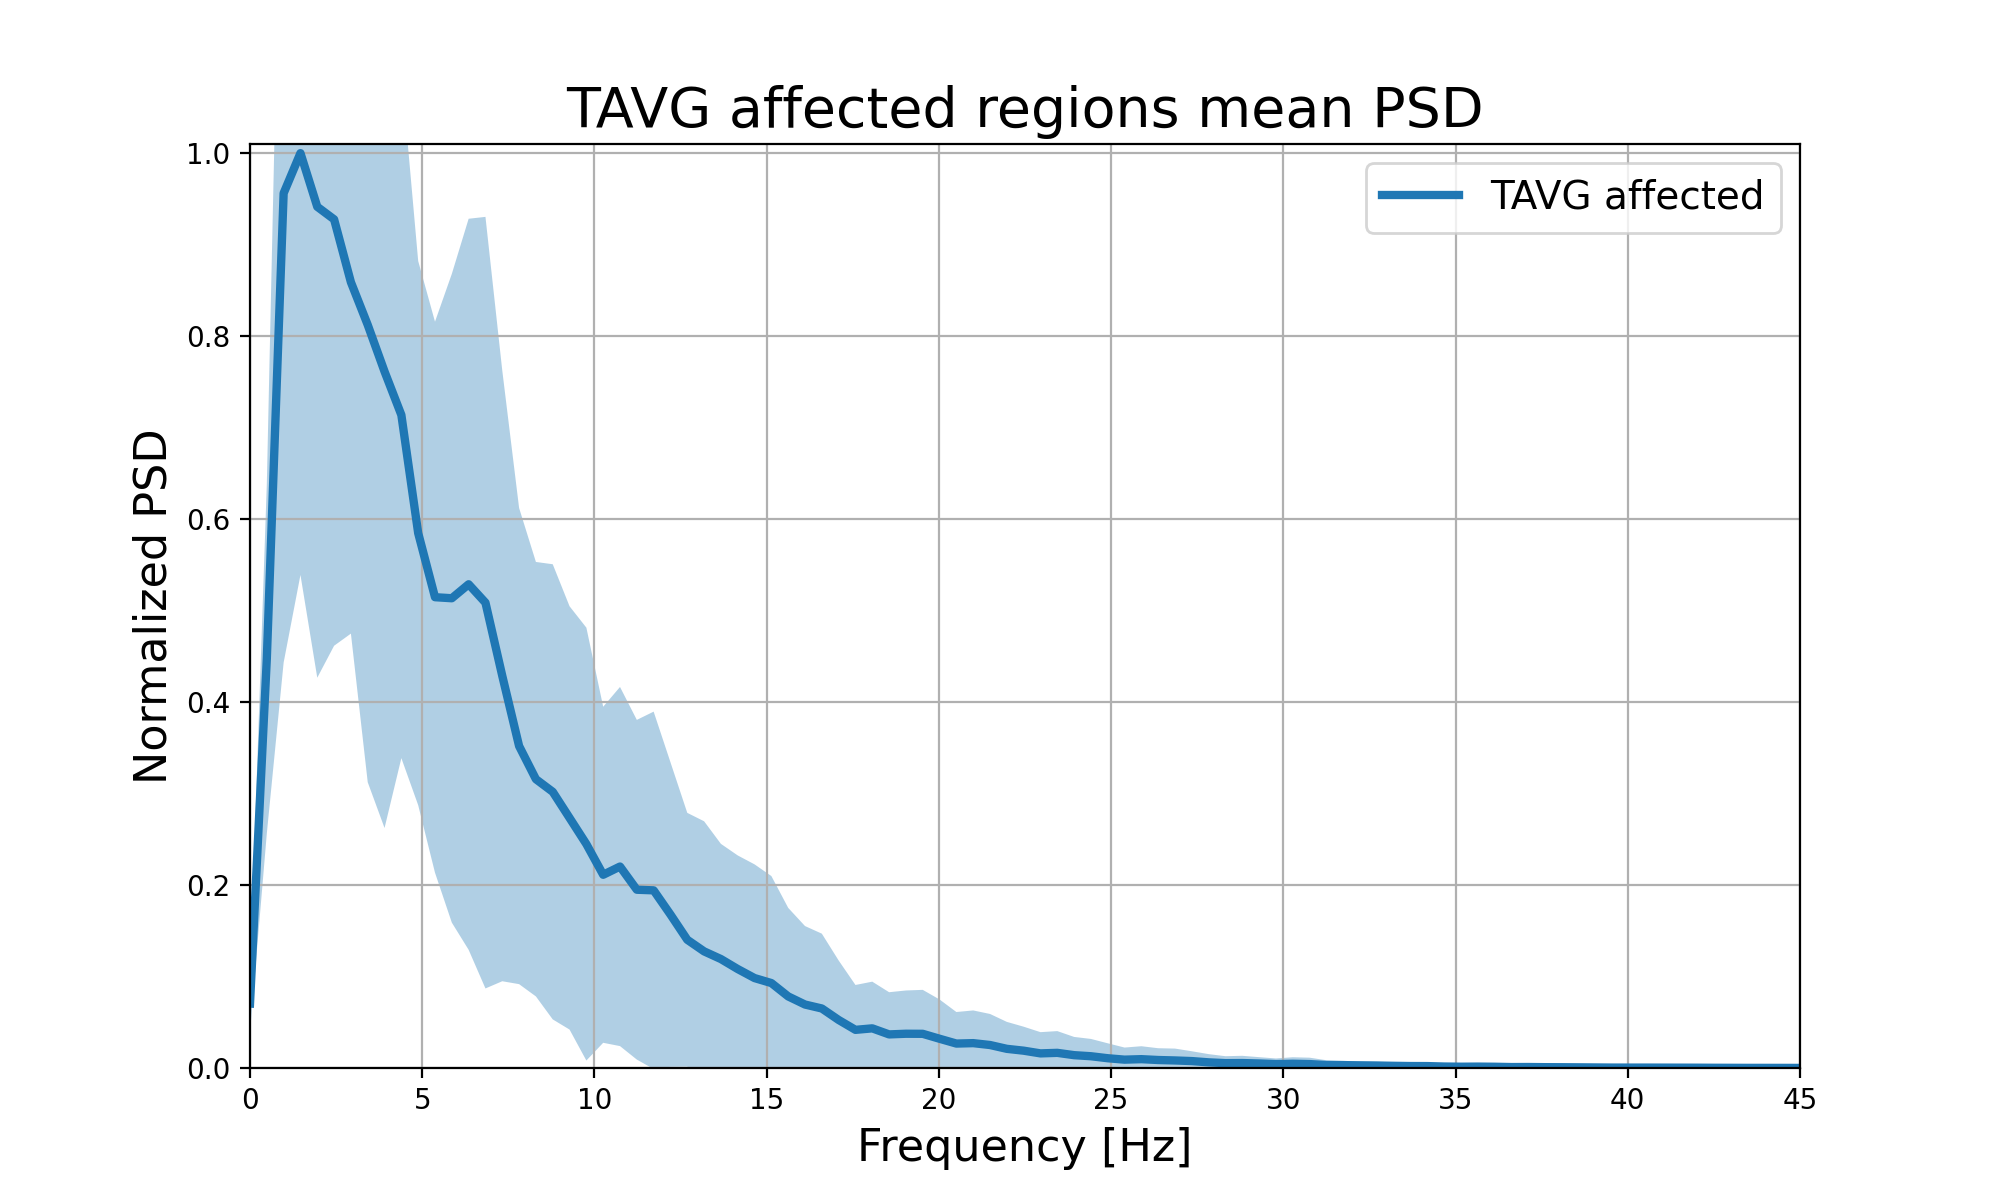 TAVG affected regions mean PSD
TAVG affected
Normalized PSD
1.0
0.8
0.6
0.4
0.2
0.0
0 5 10 15 20 25 30 35 40 45
Frequency [Hz]